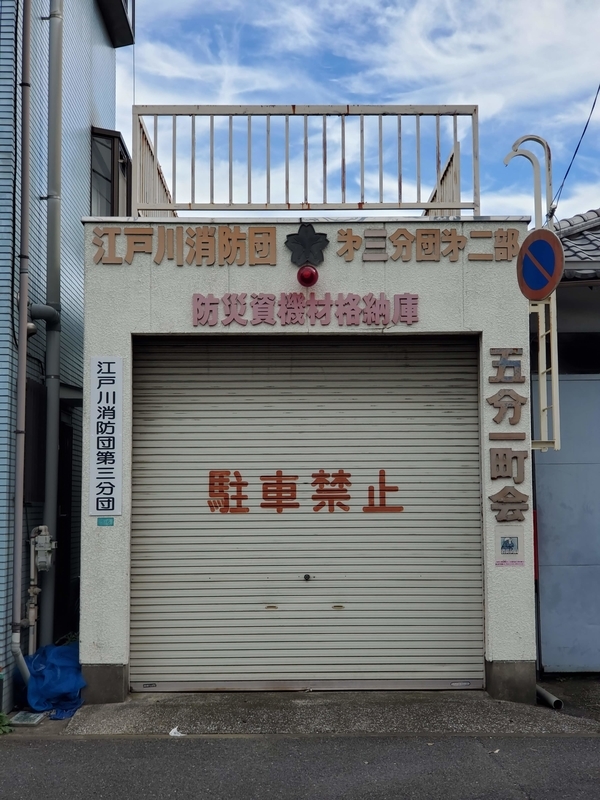 江戸川消防団 㐧三分団㐧二部
防災資機材格納庫
江戸川消防団第三分団
五分一町会
駐車禁止